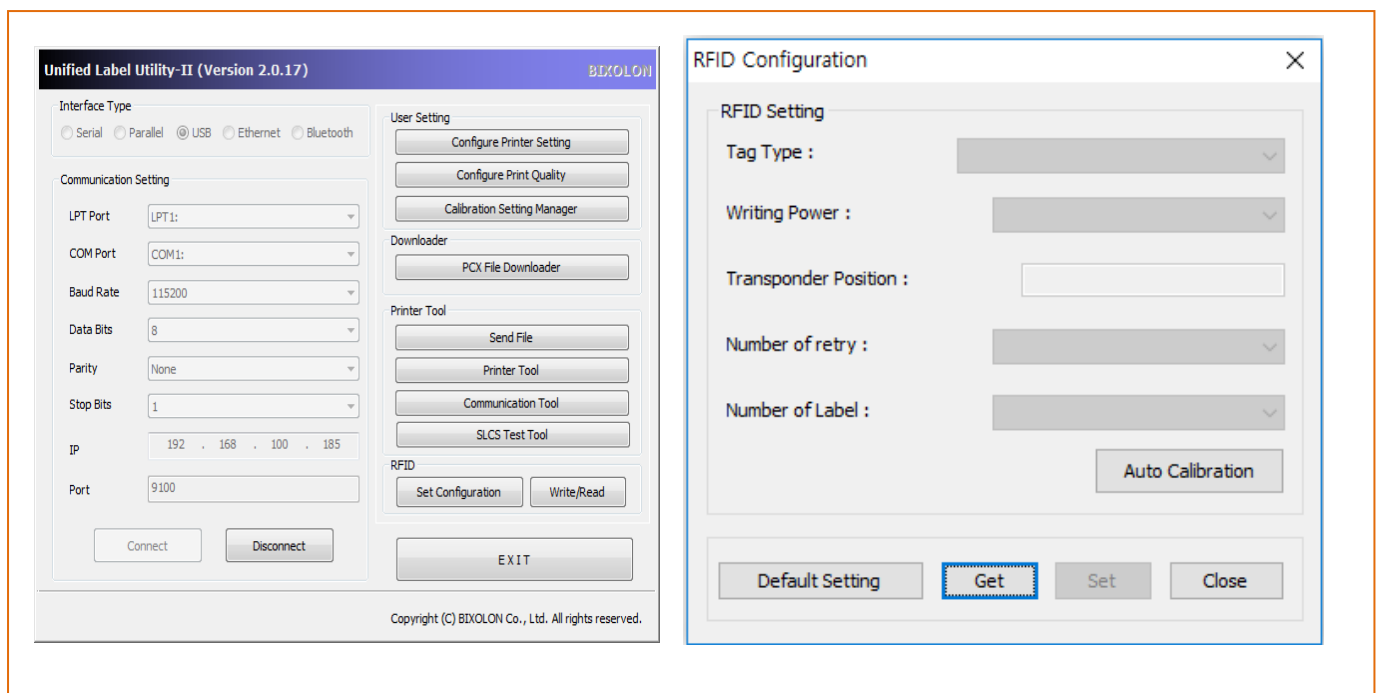 Unified Label Utility-II (Version 2.0.17)
BIXOLON
Interface Type
Serial Parallel USB Ethernet Bluetooth
Communication Setting
LPT Port LPT1:
COM Port COM1:
Baud Rate 115200
Data Bits 8
Parity None
Stop Bits 1
IP 192 . 168 . 100 . 185
Port 9100
Connect Disconnect
User Setting
Configure Printer Setting
Configure Print Quality
Calibration Setting Manager
Downloader
PCX File Downloader
Printer Tool
Send File
Printer Tool
Communication Tool
SLCS Test Tool
RFID
Set Configuration Write/Read
EXIT
Copyright (C) BIXOLON Co., Ltd. All rights reserved.
RFID Configuration
RFID Setting
Tag Type :
Writing Power :
Transponder Position :
Number of retry :
Number of Label :
Auto Calibration
Default Setting Get Set Close